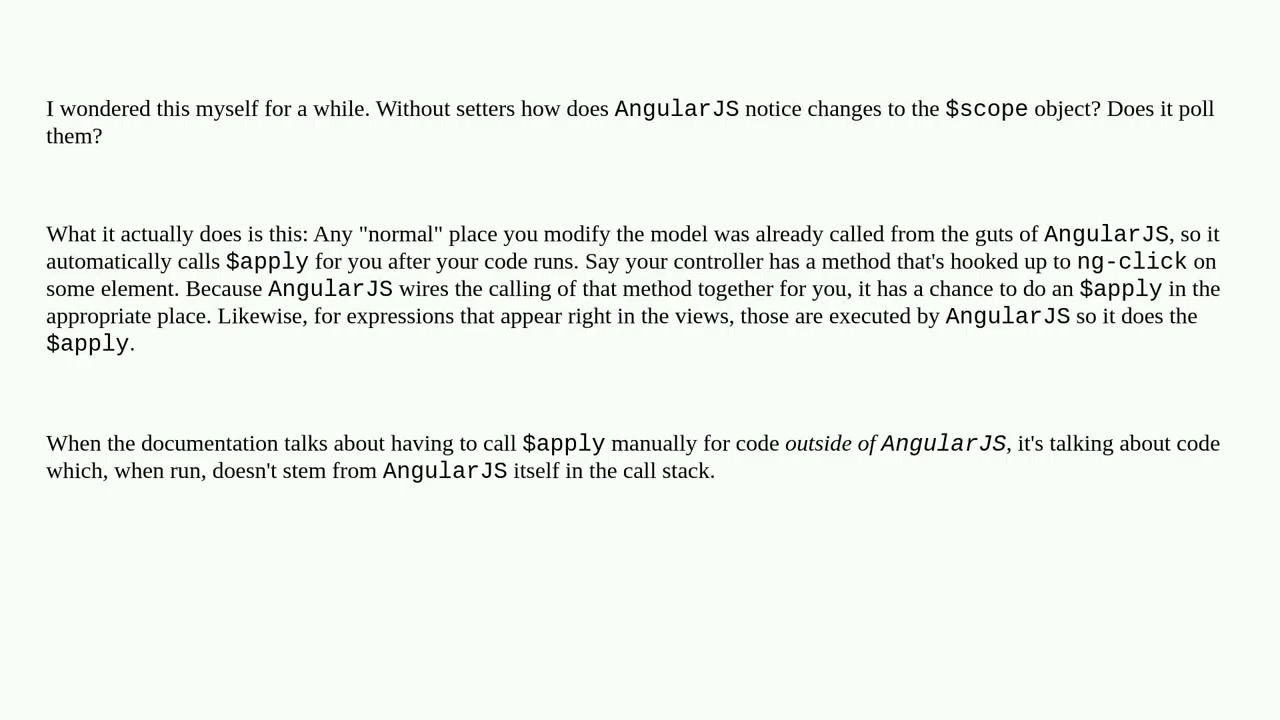 I wondered this myself for a while. Without setters how does AngularJS notice changes to the $scope object? Does it poll
them?
What it actually does is this: Any "normal" place you modify the model was already called from the guts of AngularJS, so it
automatically calls $apply for you after your code runs. Say your controller has a method that's hooked up to ng-click on
some element. Because AngularJS wires the calling of that method together for you, it has a chance to do an $apply in the
appropriate place. Likewise, for expressions that appear right in the views, those are executed by AngularJS so it does the
$apply.
When the documentation talks about having to call $apply manually for code outside of AngularJS, it's talking about code
which, when run, doesn't stem from AngularJS itself in the call stack.